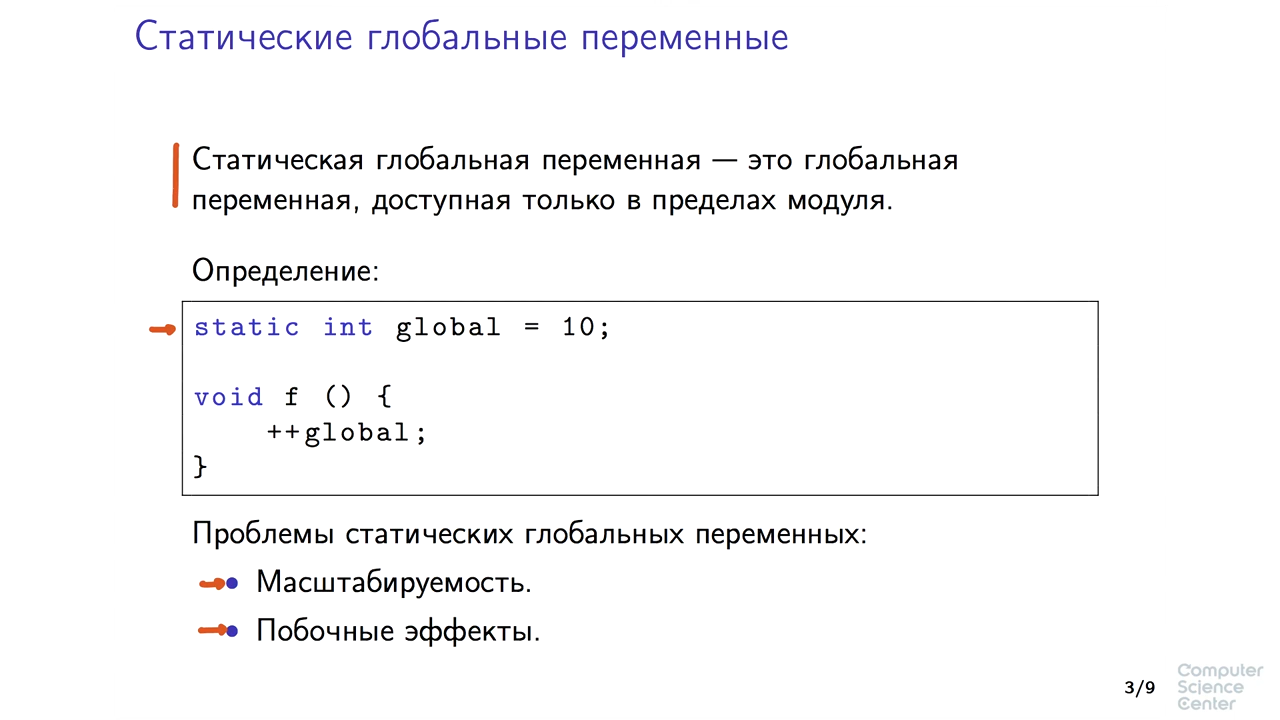 Статические глобальные переменные
Статическая глобальная переменная — это глобальная
переменная, доступная только в пределах модуля.
Определение:
static int global = 10;
void f () {
    ++global;
}
Проблемы статических глобальных переменных:
• Масштабируемость.
• Побочные эффекты.
3/9
Computer
Science
Center